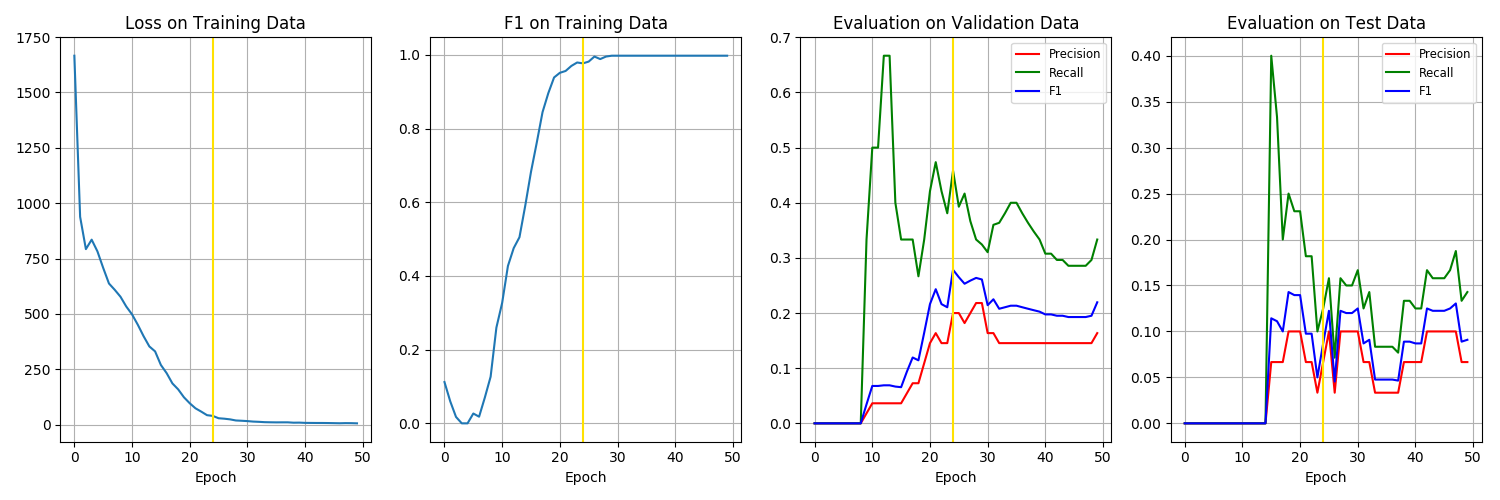 Loss on Training Data
1750
1500
1250
1000
750
500
250
0
0 10 20 30 40 50
Epoch
F1 on Training Data
1.0
0.8
0.6
0.4
0.2
0.0
0 10 20 30 40 50
Epoch
Evaluation on Validation Data
0.7
0.6
0.5
0.4
0.3
0.2
0.1
0.0
Precision
Recall
F1
0 10 20 30 40 50
Epoch
Evaluation on Test Data
0.40
0.35
0.30
0.25
0.20
0.15
0.10
0.05
0.00
Precision
Recall
F1
0 10 20 30 40 50
Epoch